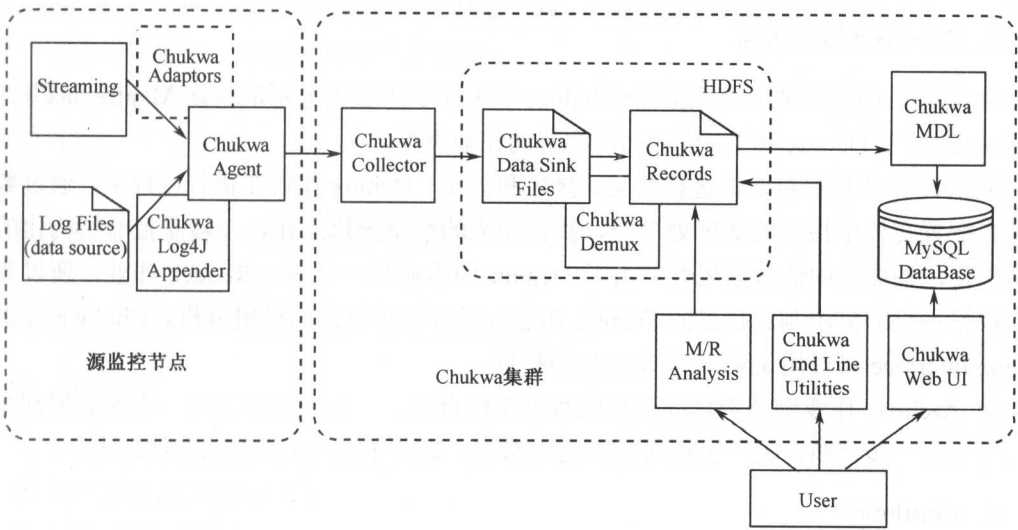 Streaming
Chukwa
Adaptors
Chukwa
Agent
Log Files
(data source)
Chukwa
Log4J
Appender
源监控节点
HDFS
Chukwa
Collector
Chukwa
Data Sink
Files
Chukwa
Records
Chukwa
Demux
Chukwa
MDL
MySQL
DataBase
M/R
Analysis
Chukwa
Cmd Line
Utilities
Chukwa
Web UI
Chukwa集群
User